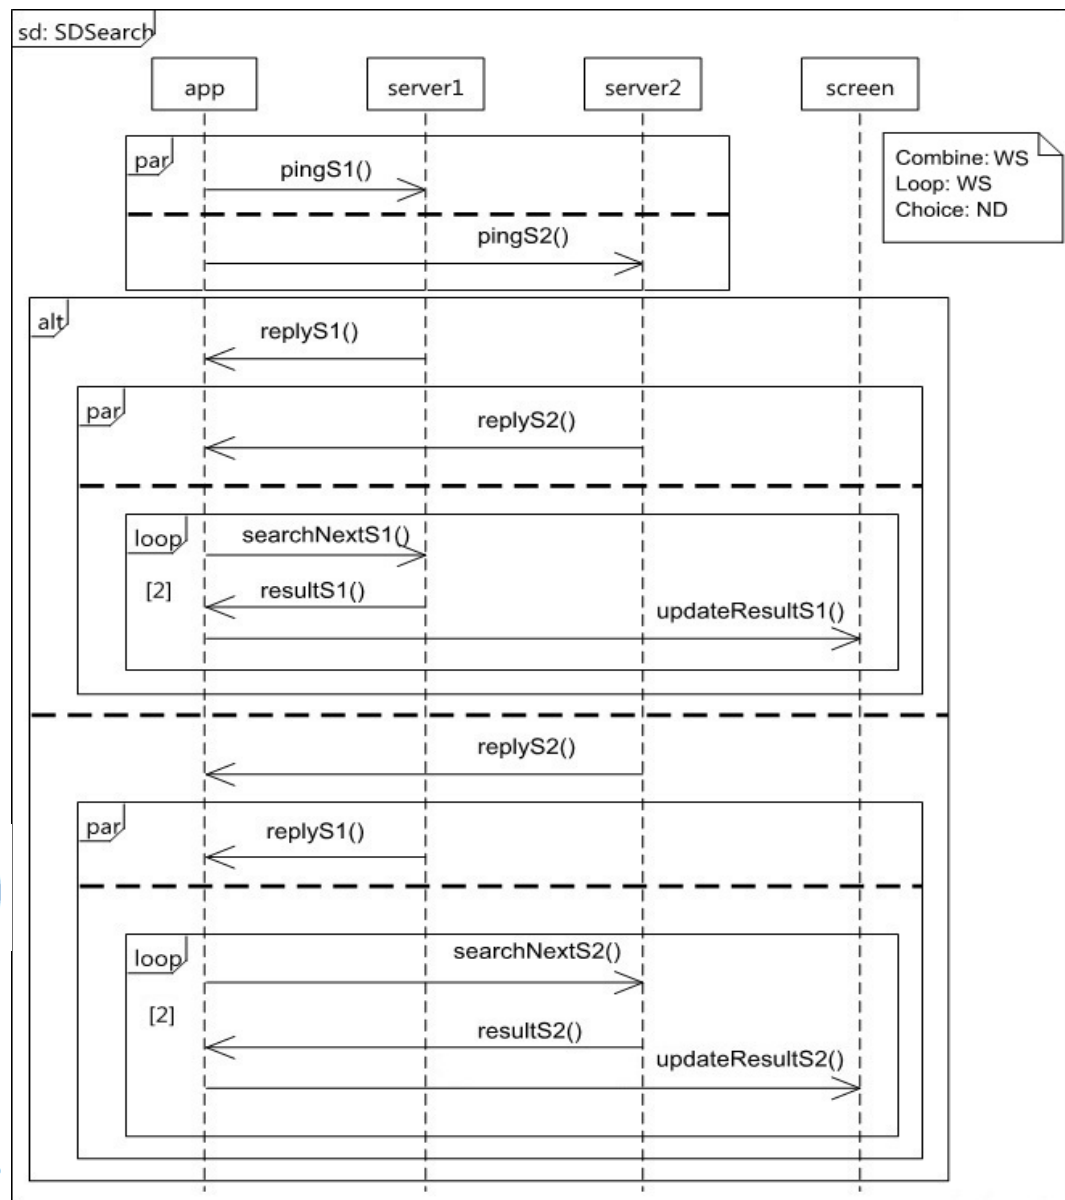 sd: SDSearch
app
server1
server2
screen
par
pingS1()
Combine: WS
Loop: WS
Choice: ND
pingS2()
alt
replyS1()
par
replyS2()
loop
searchNextS1()
[2]
resultS1()
updateResultS1()
replyS2()
par
replyS1()
loop
searchNextS2()
[2]
resultS2()
updateResultS2()